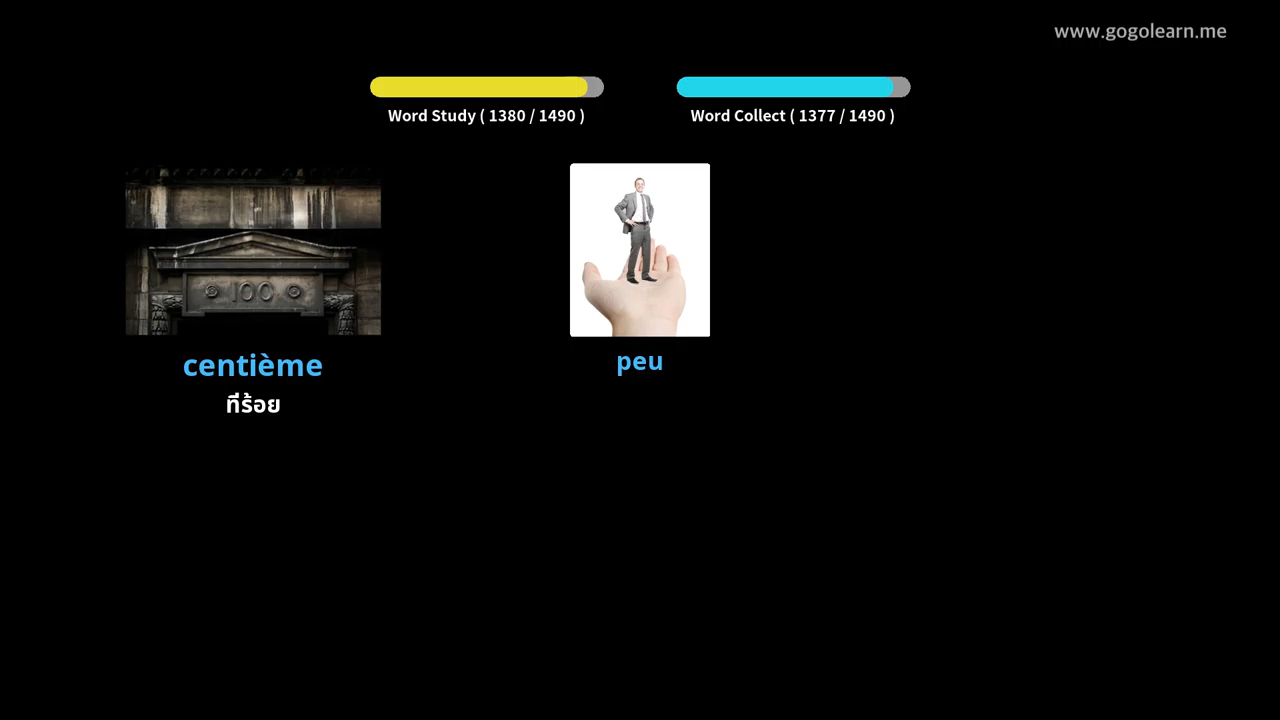 www.gogolearn.me
Word Study ( 1380 / 1490 )
Word Collect ( 1377 / 1490 )
100
centième
ที่ร้อย
peu